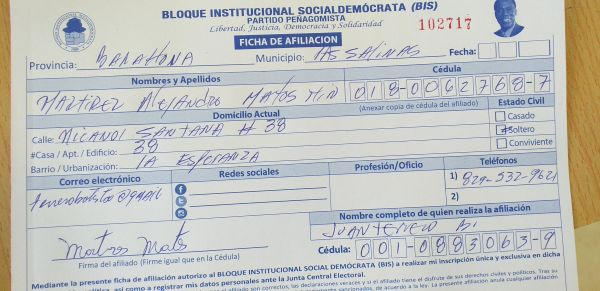 BLOQUE INSTITUCIONAL SOCIALDEMÓCRATA (BIS)
PARTIDO PEÑAGOMISTA
Libertad, Justicia, Democracia y Solidaridad
102717
FICHA DE AFILIACION
Provincia: BARAHONA Municipio: LAS SALINAS Fecha:
Nombres y Apellidos Cédula
Alejandro Matos 018-0062768-7
Domicilio Actual (Anexar copia de cédula del afiliado) Estado Civil
Calle: SANTANA # 38 Casado
#Casa / Apt. / Edificio: 38 Soltero
Barrio / Urbanización: LA ESPERANZA Conviviente
Correo electrónico Redes sociales Profesión/Oficio Teléfonos
1) 829-532-9621
2)
Nombre completo de quien realiza la afiliación
JUAN
Matos
Firma del afiliado (Firme igual que en la Cédula) Cédula: 001-0883063-9
Mediante la presente ficha de afiliación autorizo al BLOQUE INSTITUCIONAL SOCIAL DEMÓCRATA (BIS) a realizar mi inscripción única y exclusiva en dicha
así como a registrar mis datos personales ante la Junta Central Electoral.